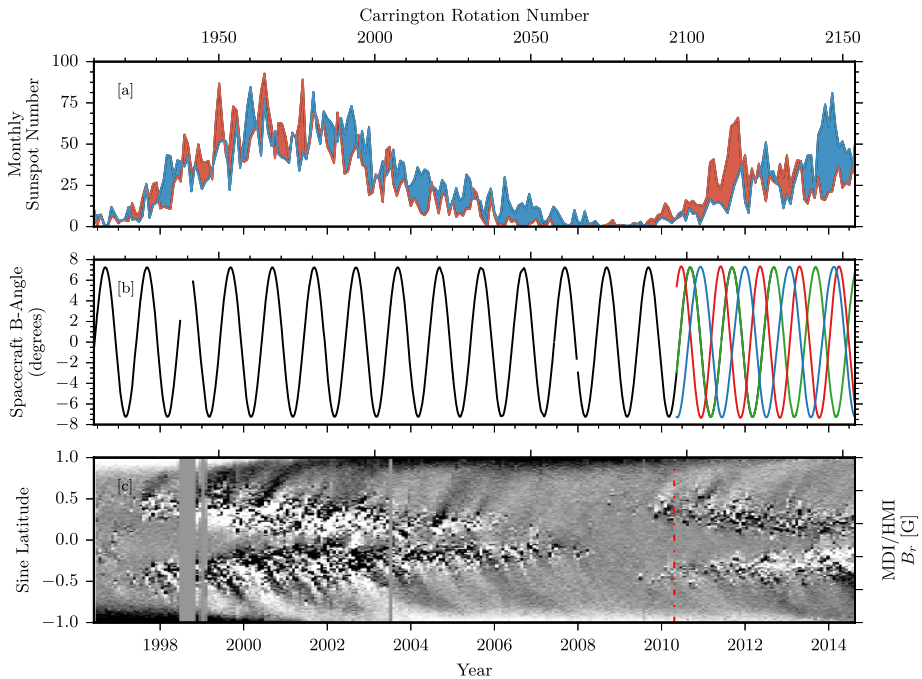 Carrington Rotation Number
1950 2000 2050 2100 2150
100
75
50
25
0
Monthly
Sunspot Number
[a]
8
6
4
2
0
−2
−4
−6
−8
Spacecraft B-Angle
(degrees)
[b]
1.0
0.5
0.0
−0.5
−1.0
Sine Latitude
[c]
MDI/HMI
Br [G]
1998 2000 2002 2004 2006 2008 2010 2012 2014
Year